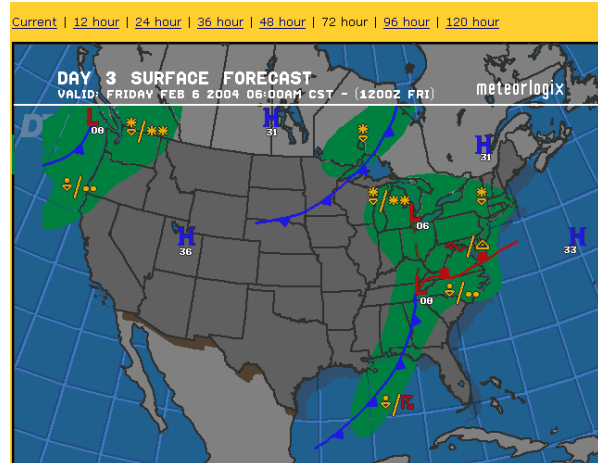 Current | 12 hour | 24 hour | 36 hour | 48 hour | 72 hour | 96 hour | 120 hour
DAY 3 SURFACE FORECAST
VALID: FRIDAY FEB 6 2004 06:00AM CST - (1200Z FRI)
meteorlogix
L
08
H
31
H
31
L
06
H
36
H
33
L
08